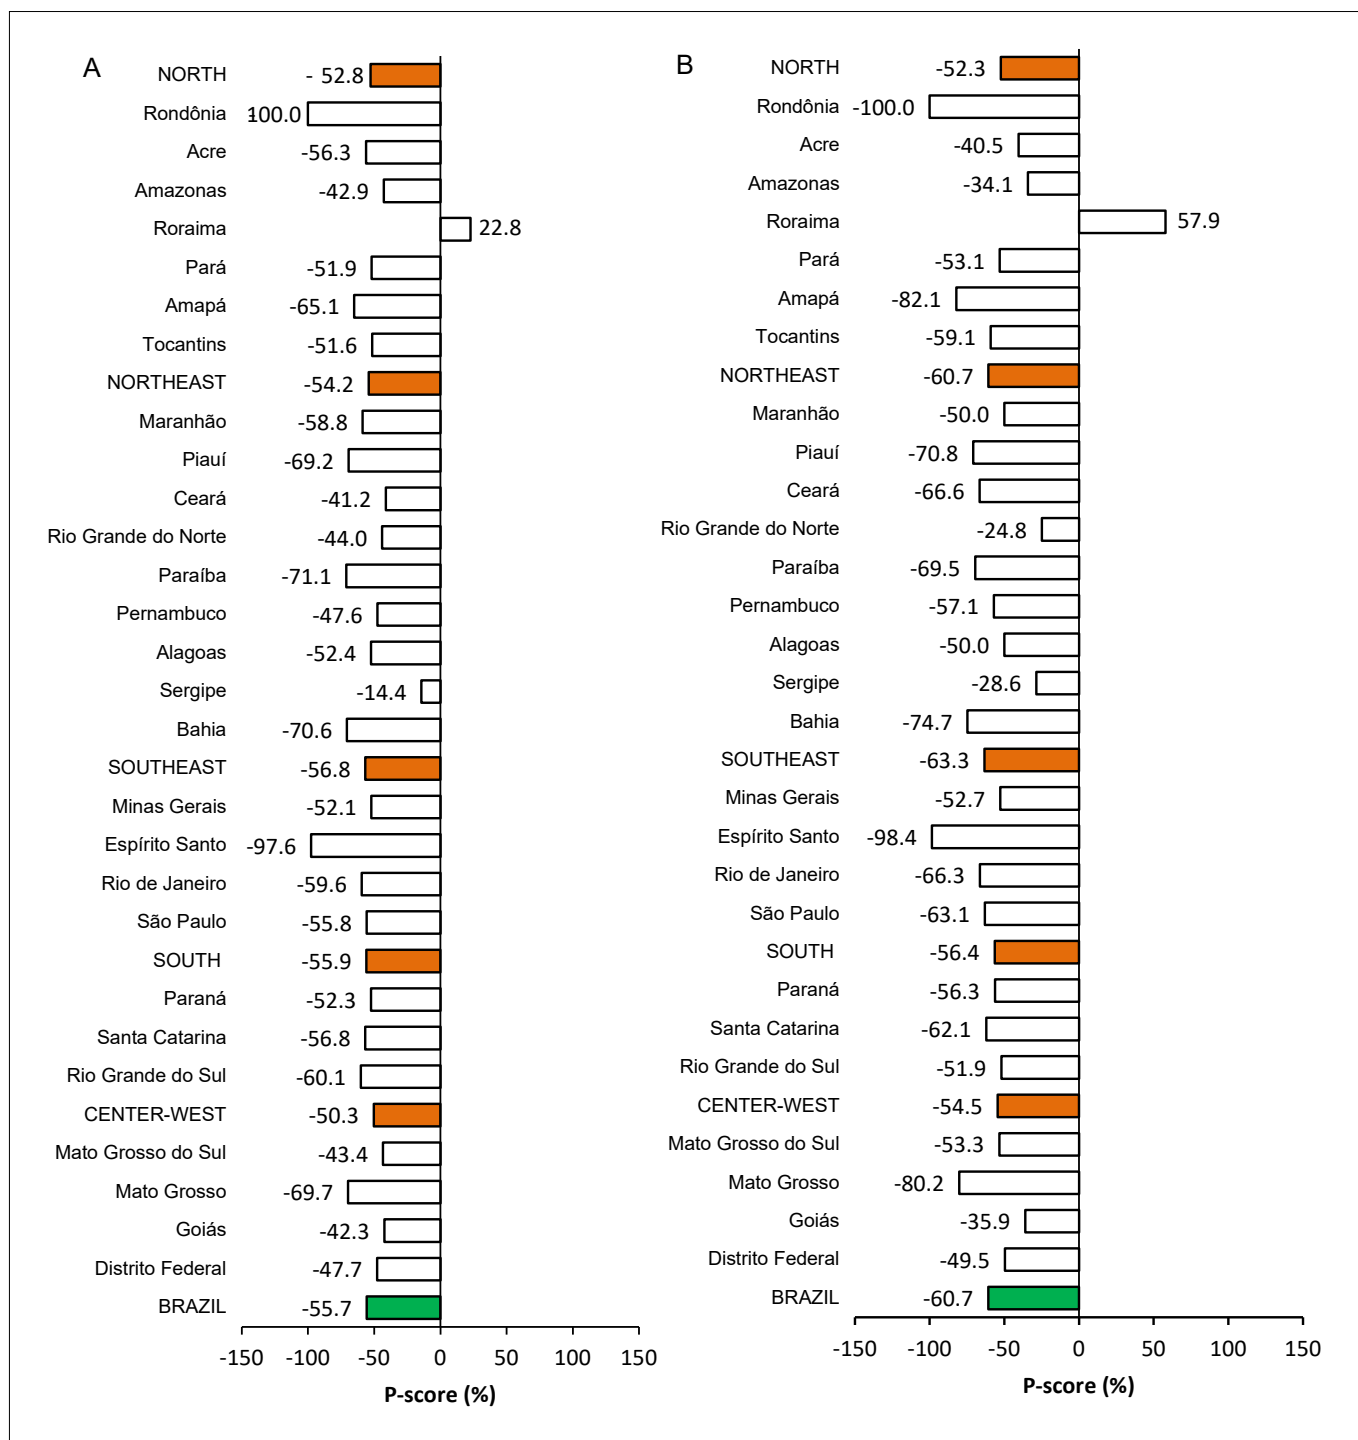 A
NORTH - 52.8
Rondônia -100.0
Acre -56.3
Amazonas -42.9
Roraima 22.8
Pará -51.9
Amapá -65.1
Tocantins -51.6
NORTHEAST -54.2
Maranhão -58.8
Piauí -69.2
Ceará -41.2
Rio Grande do Norte -44.0
Paraíba -71.1
Pernambuco -47.6
Alagoas -52.4
Sergipe -14.4
Bahia -70.6
SOUTHEAST -56.8
Minas Gerais -52.1
Espírito Santo -97.6
Rio de Janeiro -59.6
São Paulo -55.8
SOUTH -55.9
Paraná -52.3
Santa Catarina -56.8
Rio Grande do Sul -60.1
CENTER-WEST -50.3
Mato Grosso do Sul -43.4
Mato Grosso -69.7
Goiás -42.3
Distrito Federal -47.7
BRAZIL -55.7
-150 -100 -50 0 50 100 150
P-score (%)
B
NORTH -52.3
Rondônia -100.0
Acre -40.5
Amazonas -34.1
Roraima 57.9
Pará -53.1
Amapá -82.1
Tocantins -59.1
NORTHEAST -60.7
Maranhão -50.0
Piauí -70.8
Ceará -66.6
Rio Grande do Norte -24.8
Paraíba -69.5
Pernambuco -57.1
Alagoas -50.0
Sergipe -28.6
Bahia -74.7
SOUTHEAST -63.3
Minas Gerais -52.7
Espírito Santo -98.4
Rio de Janeiro -66.3
São Paulo -63.1
SOUTH -56.4
Paraná -56.3
Santa Catarina -62.1
Rio Grande do Sul -51.9
CENTER-WEST -54.5
Mato Grosso do Sul -53.3
Mato Grosso -80.2
Goiás -35.9
Distrito Federal -49.5
BRAZIL -60.7
-150 -100 -50 0 50 100 150
P-score (%)